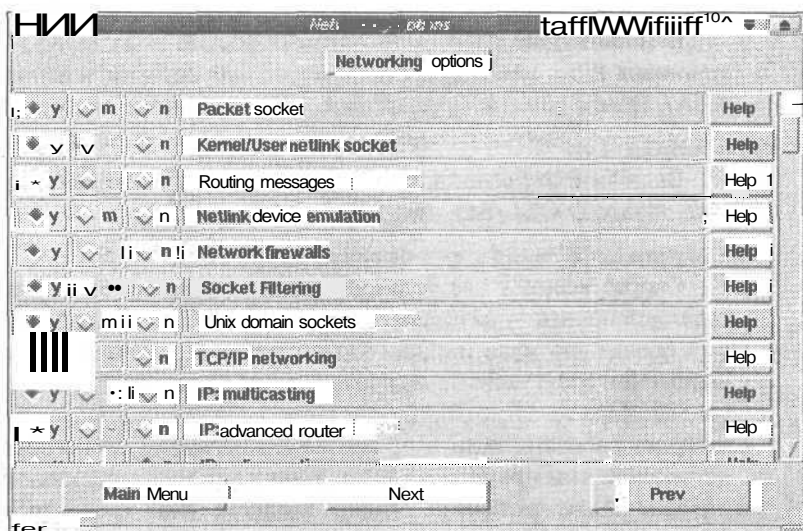 Networking options
y m n Packet socket Help
y n Kernel/User netlink socket Help
y n Routing messages Help
y m n Netlink device emulation Help
y n Network firewalls Help
y n Socket Filtering Help
y m n Unix domain sockets Help
n TCP/IP networking Help
y n IP: multicasting Help
y n IP: advanced router Help
Main Menu Next Prev